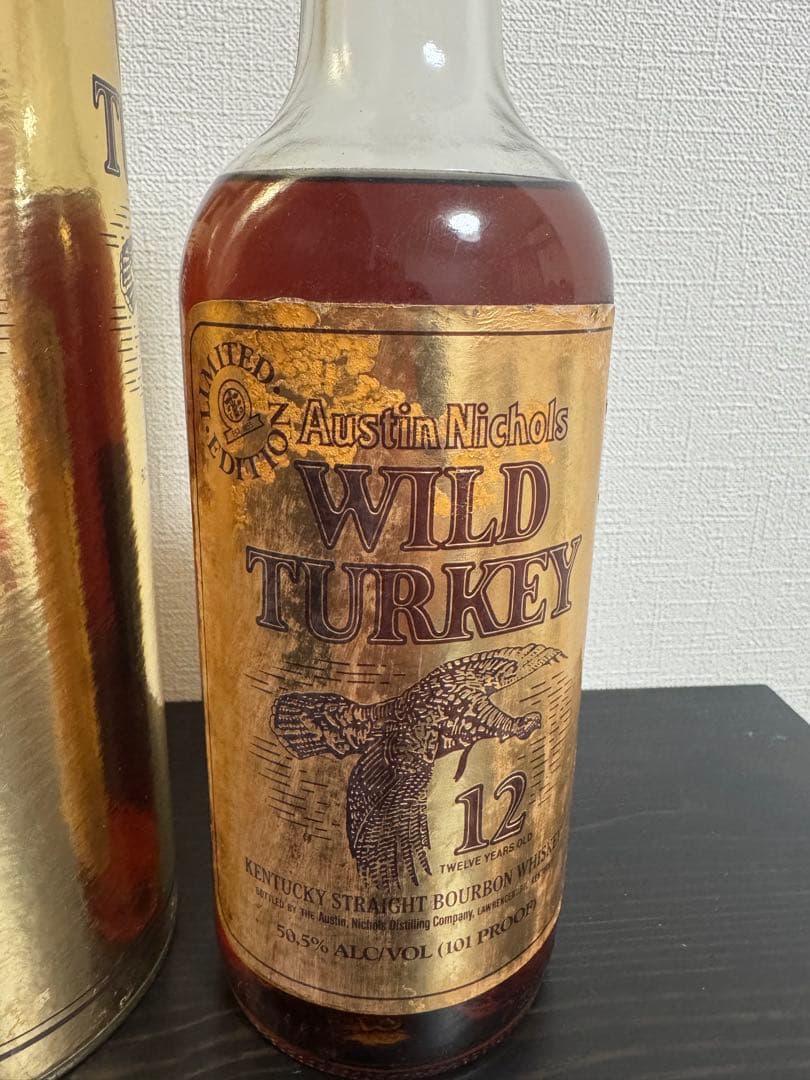 T
LIMITED
EDITION
Austin Nichols
WILD
TURKEY
12
TWELVE YEARS OLD
KENTUCKY STRAIGHT BOURBON WHISKEY
BOTTLED BY THE Austin, Nichols Distilling Company, LAWRENCEBURG,
50.5% ALC/VOL (101 PROOF)